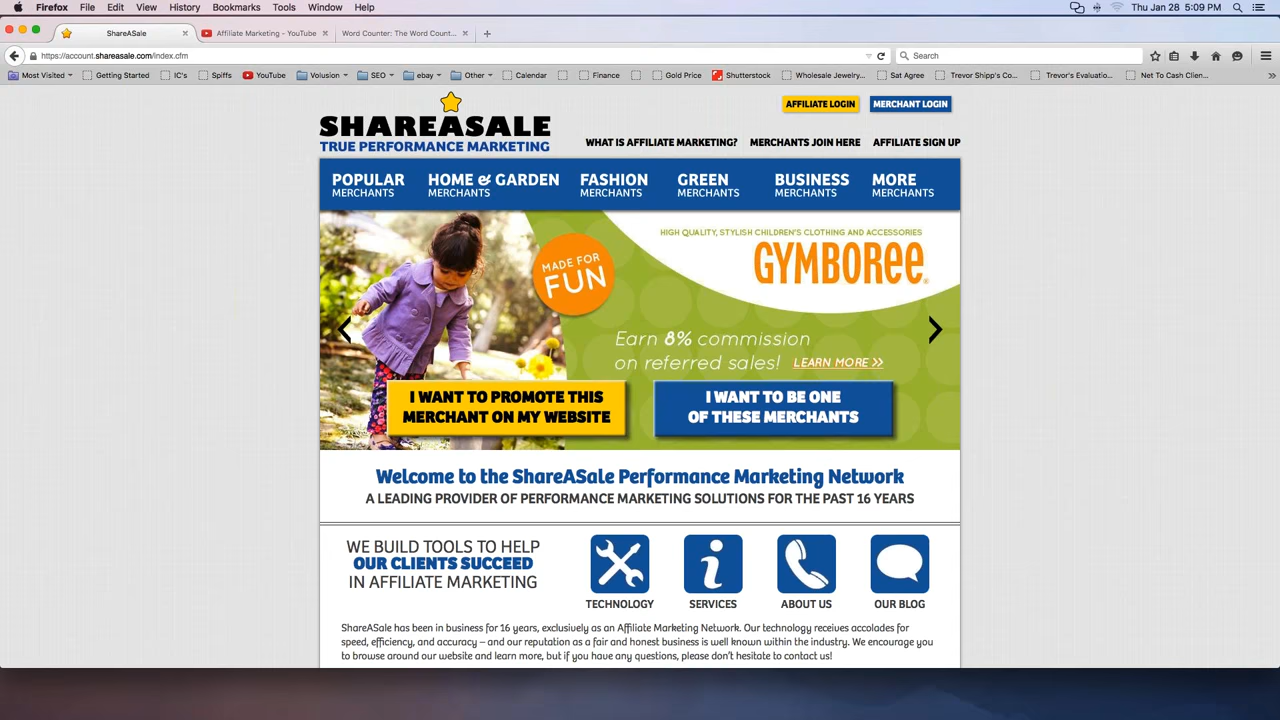 Firefox File Edit View History Bookmarks Tools Window Help Thu Jan 28 5:09 PM
ShareASale Affiliate Marketing - YouTube Word Counter: The Word Count...
https://account.shareasale.com/index.cfm Search
Most Visited Getting Started IC's Spiffs YouTube Volusion SEO ebay Other Calendar Finance Gold Price Shutterstock Wholesale Jewelry... Sat Agree Trevor Shipp's Co... Trevor's Evaluatio... Net To Cash Clien...
AFFILIATE LOGIN MERCHANT LOGIN
SHAREASALE
TRUE PERFORMANCE MARKETING
WHAT IS AFFILIATE MARKETING? MERCHANTS JOIN HERE AFFILIATE SIGN UP
POPULAR HOME & GARDEN FASHION GREEN BUSINESS MORE
MERCHANTS MERCHANTS MERCHANTS MERCHANTS MERCHANTS MERCHANTS
HIGH QUALITY, STYLISH CHILDREN'S CLOTHING AND ACCESSORIES
GYMBOREE®
MADE FOR
FUN
Earn 8% commission
on referred sales! LEARN MORE >>
I WANT TO PROMOTE THIS
MERCHANT ON MY WEBSITE
I WANT TO BE ONE
OF THESE MERCHANTS
Welcome to the ShareASale Performance Marketing Network
A LEADING PROVIDER OF PERFORMANCE MARKETING SOLUTIONS FOR THE PAST 16 YEARS
WE BUILD TOOLS TO HELP
OUR CLIENTS SUCCEED
IN AFFILIATE MARKETING
TECHNOLOGY SERVICES ABOUT US OUR BLOG
ShareASale has been in business for 16 years, exclusively as an Affiliate Marketing Network. Our technology receives accolades for
speed, efficiency, and accuracy – and our reputation as a fair and honest business is well known within the industry. We encourage you
to browse around our website and learn more, but if you have any questions, please don't hesitate to contact us!